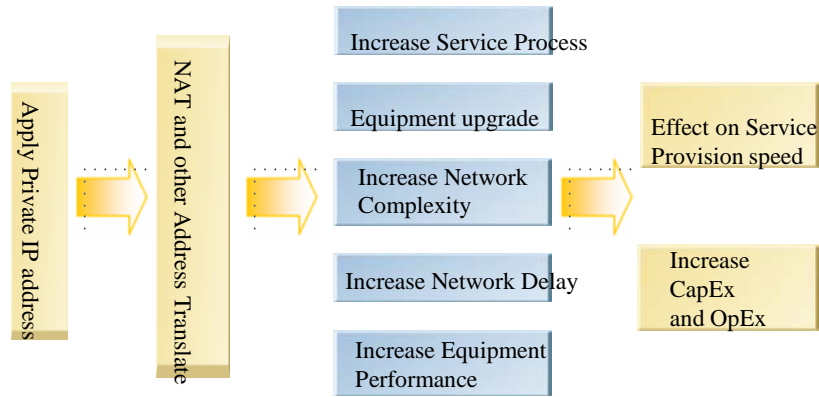 Apply Private IP address
NAT and other Address Translate
Increase Service Process
Equipment upgrade
Increase Network
Complexity
Increase Network Delay
Increase Equipment
Performance
Effect on Service
Provision speed
Increase
CapEx
and OpEx